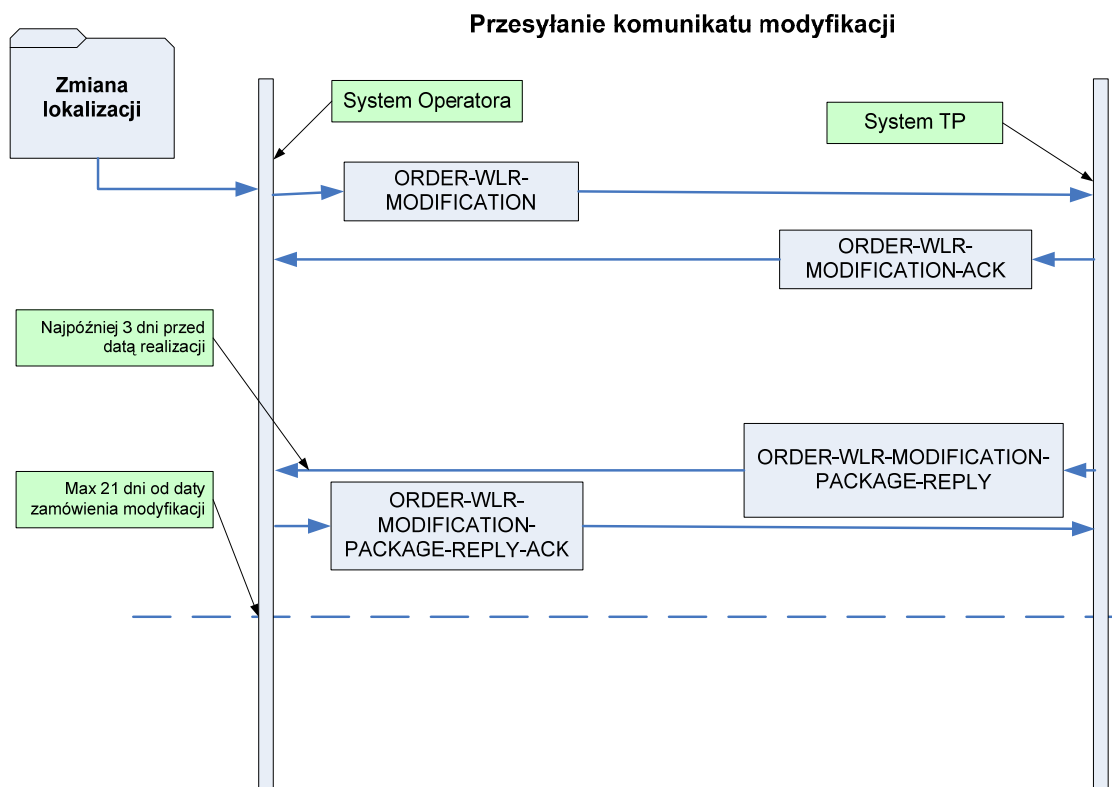 Przesyłanie komunikatu modyfikacji
Zmiana
lokalizacji
System Operatora
System TP
ORDER-WLR-
MODIFICATION
ORDER-WLR-
MODIFICATION-ACK
Najpóźniej 3 dni przed
datą realizacji
ORDER-WLR-MODIFICATION-
PACKAGE-REPLY
Max 21 dni od daty
zamówienia modyfikacji
ORDER-WLR-
MODIFICATION-
PACKAGE-REPLY-ACK